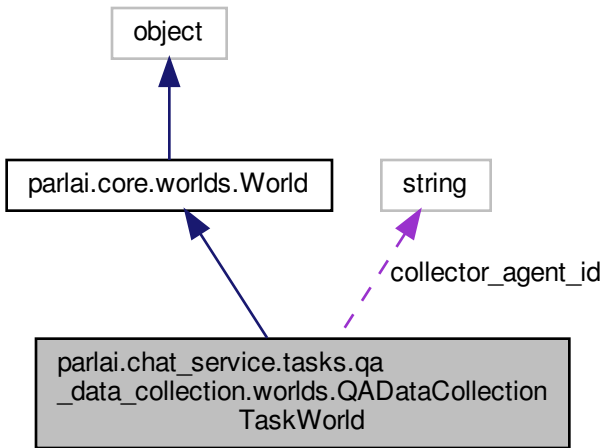 object
parlai.core.worlds.World
string
collector_agent_id
parlai.chat_service.tasks.qa
_data_collection.worlds.QADataCollection
TaskWorld